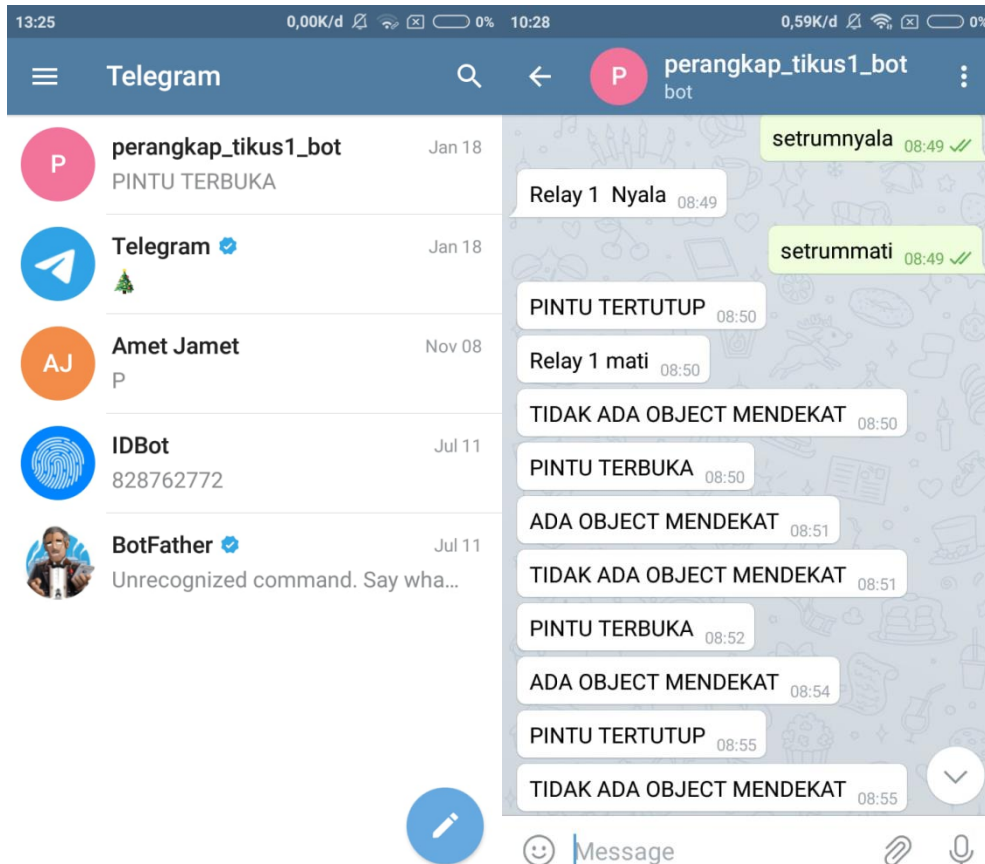 13:25
0,00K/d
0%
Telegram
P
perangkap_tikus1_bot
Jan 18
PINTU TERBUKA
Telegram
Jan 18
🎄
AJ
Amet Jamet
Nov 08
P
IDBot
Jul 11
828762772
BotFather
Jul 11
Unrecognized command. Say wha...
10:28
0,59K/d
0%
P
perangkap_tikus1_bot
bot
setrumnyala 08:49
Relay 1  Nyala 08:49
setrummati 08:49
PINTU TERTUTUP 08:50
Relay 1 mati 08:50
TIDAK ADA OBJECT MENDEKAT 08:50
PINTU TERBUKA 08:50
ADA OBJECT MENDEKAT 08:51
TIDAK ADA OBJECT MENDEKAT 08:51
PINTU TERBUKA 08:52
ADA OBJECT MENDEKAT 08:54
PINTU TERTUTUP 08:55
TIDAK ADA OBJECT MENDEKAT 08:55
Message